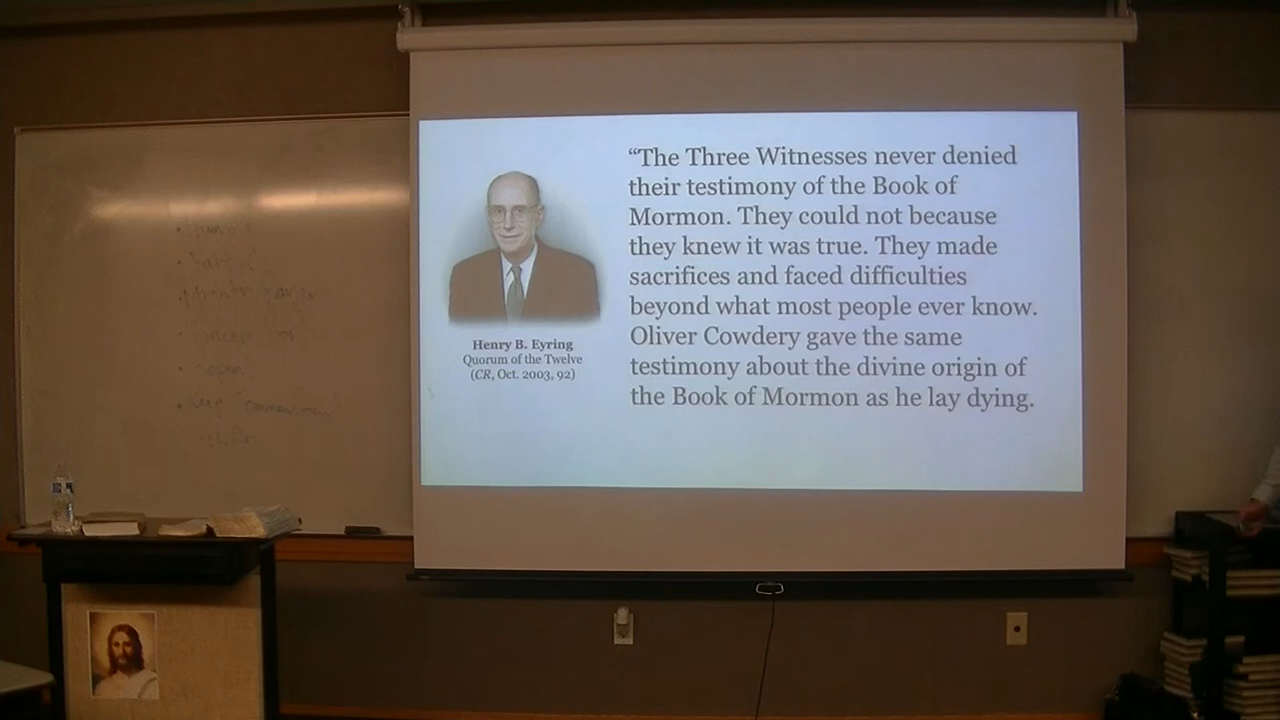 “The Three Witnesses never denied
their testimony of the Book of
Mormon. They could not because
they knew it was true. They made
sacrifices and faced difficulties
beyond what most people ever know.
Oliver Cowdery gave the same
testimony about the divine origin of
the Book of Mormon as he lay dying.
Henry B. Eyring
Quorum of the Twelve
(CR, Oct. 2003, 92)